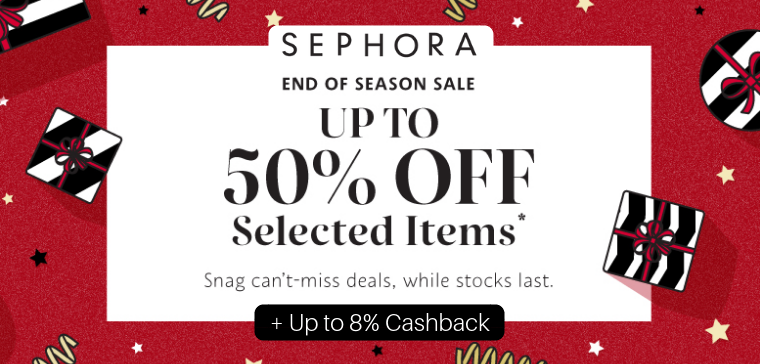 SEPHORA
END OF SEASON SALE
UP TO
50% OFF
Selected Items*
Snag can't-miss deals, while stocks last.
+ Up to 8% Cashback